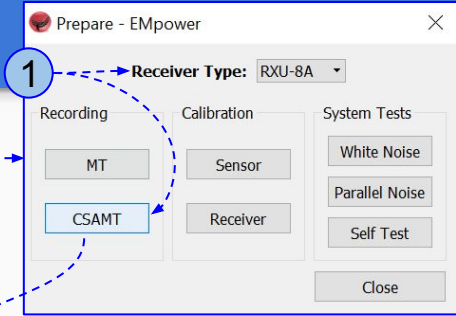 Prepare - EMpower
1
Receiver Type: RXU-8A
Recording
Calibration
System Tests
MT
Sensor
White Noise
Parallel Noise
CSAMT
Receiver
Self Test
Close